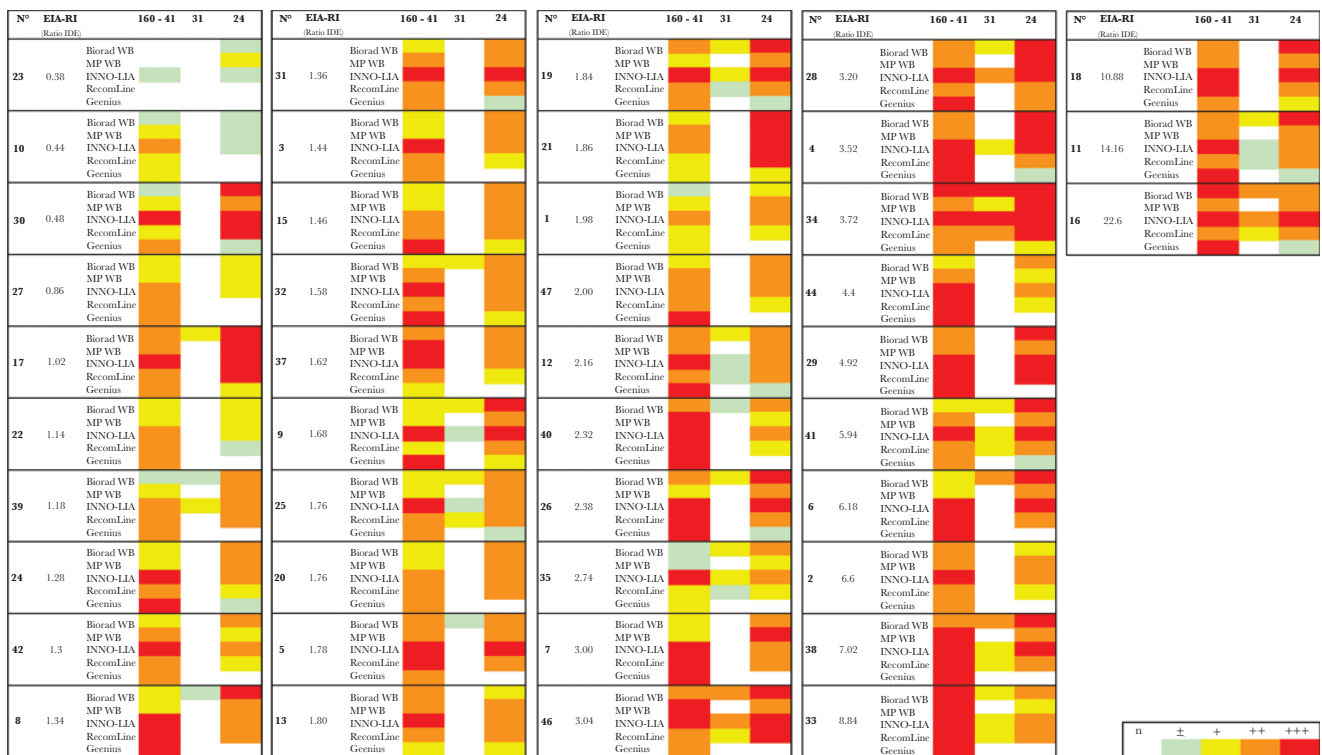 N° EIA-RI 160 - 41 31 24
(Ratio IDE)
Biorad WB
MP WB
23 0.38 INNO-LIA
RecomLine
Geenius
Biorad WB
MP WB
10 0.44 INNO-LIA
RecomLine
Geenius
Biorad WB
MP WB
30 0.48 INNO-LIA
RecomLine
Geenius
Biorad WB
MP WB
27 0.86 INNO-LIA
RecomLine
Geenius
Biorad WB
MP WB
17 1.02 INNO-LIA
RecomLine
Geenius
Biorad WB
MP WB
22 1.14 INNO-LIA
RecomLine
Geenius
Biorad WB
MP WB
39 1.18 INNO-LIA
RecomLine
Geenius
Biorad WB
MP WB
24 1.28 INNO-LIA
RecomLine
Geenius
Biorad WB
MP WB
42 1.3 INNO-LIA
RecomLine
Geenius
Biorad WB
MP WB
8 1.34 INNO-LIA
RecomLine
Geenius
N° EIA-RI 160 - 41 31 24
(Ratio IDE)
Biorad WB
MP WB
31 1.36 INNO-LIA
RecomLine
Geenius
Biorad WB
MP WB
3 1.44 INNO-LIA
RecomLine
Geenius
Biorad WB
MP WB
15 1.46 INNO-LIA
RecomLine
Geenius
Biorad WB
MP WB
32 1.58 INNO-LIA
RecomLine
Geenius
Biorad WB
MP WB
37 1.62 INNO-LIA
RecomLine
Geenius
Biorad WB
MP WB
9 1.68 INNO-LIA
RecomLine
Geenius
Biorad WB
MP WB
25 1.76 INNO-LIA
RecomLine
Geenius
Biorad WB
MP WB
20 1.76 INNO-LIA
RecomLine
Geenius
Biorad WB
MP WB
5 1.78 INNO-LIA
RecomLine
Geenius
Biorad WB
MP WB
13 1.80 INNO-LIA
RecomLine
Geenius
N° EIA-RI 160 - 41 31 24
(Ratio IDE)
Biorad WB
MP WB
19 1.84 INNO-LIA
RecomLine
Geenius
Biorad WB
MP WB
21 1.86 INNO-LIA
RecomLine
Geenius
Biorad WB
MP WB
1 1.98 INNO-LIA
RecomLine
Geenius
Biorad WB
MP WB
47 2.00 INNO-LIA
RecomLine
Geenius
Biorad WB
MP WB
12 2.16 INNO-LIA
RecomLine
Geenius
Biorad WB
MP WB
40 2.32 INNO-LIA
RecomLine
Geenius
Biorad WB
MP WB
26 2.38 INNO-LIA
RecomLine
Geenius
Biorad WB
MP WB
35 2.74 INNO-LIA
RecomLine
Geenius
Biorad WB
MP WB
7 3.00 INNO-LIA
RecomLine
Geenius
Biorad WB
MP WB
46 3.04 INNO-LIA
RecomLine
Geenius
N° EIA-RI 160 - 41 31 24
(Ratio IDE)
Biorad WB
MP WB
28 3.20 INNO-LIA
RecomLine
Geenius
Biorad WB
MP WB
4 3.52 INNO-LIA
RecomLine
Geenius
Biorad WB
MP WB
34 3.72 INNO-LIA
RecomLine
Geenius
Biorad WB
MP WB
44 4.4 INNO-LIA
RecomLine
Geenius
Biorad WB
MP WB
29 4.92 INNO-LIA
RecomLine
Geenius
Biorad WB
MP WB
41 5.94 INNO-LIA
RecomLine
Geenius
Biorad WB
MP WB
6 6.18 INNO-LIA
RecomLine
Geenius
Biorad WB
MP WB
2 6.6 INNO-LIA
RecomLine
Geenius
Biorad WB
MP WB
38 7.02 INNO-LIA
RecomLine
Geenius
Biorad WB
MP WB
33 8.84 INNO-LIA
RecomLine
Geenius
N° EIA-RI 160 - 41 31 24
(Ratio IDE)
Biorad WB
MP WB
18 10.88 INNO-LIA
RecomLine
Geenius
Biorad WB
MP WB
11 14.16 INNO-LIA
RecomLine
Geenius
Biorad WB
MP WB
16 22.6 INNO-LIA
RecomLine
Geenius
n ± + ++ +++